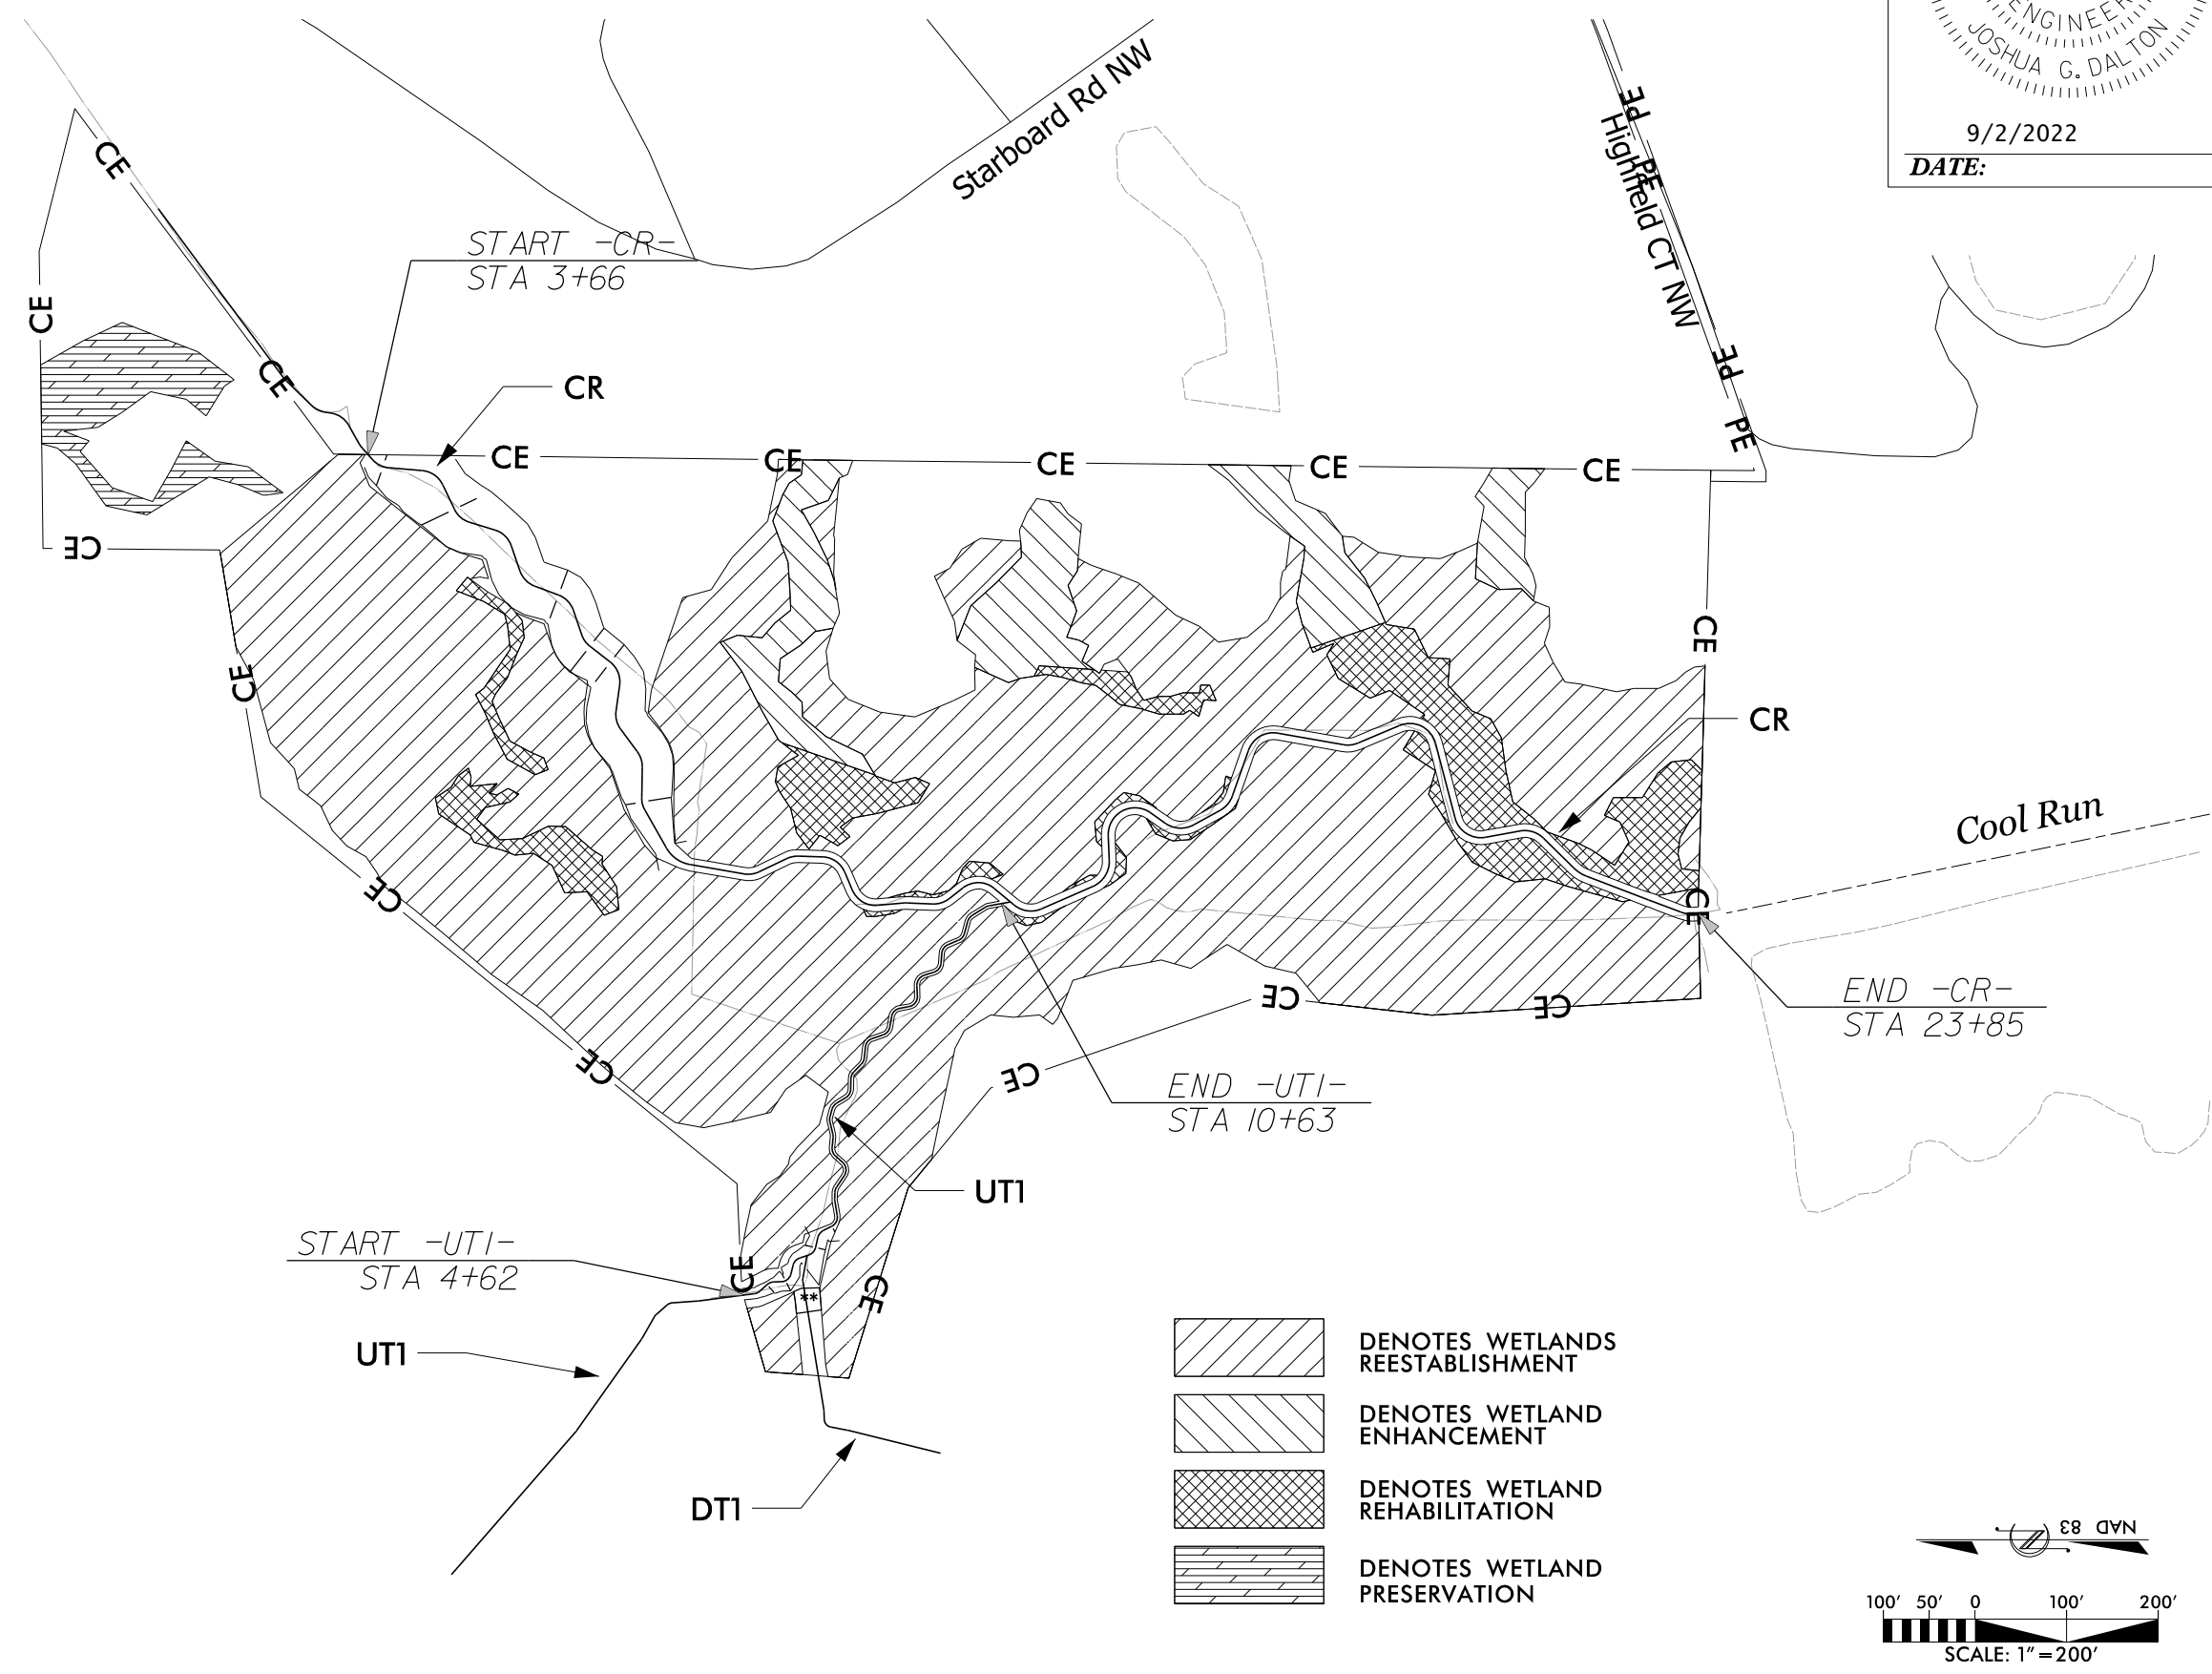 ENGINEER
JOSHUA G. DALTON
9/2/2022
DATE:
Starboard Rd NW
PE
Highfield CT NW
PE
PE
PE
CE
START -CR-
STA 3+66
CE
CE
CR
CE
CE
CE
CE
CE
CE
CE
CE
CR
Cool Run
CE
CE
END -CR-
STA 23+85
CE
CE
CE
CE
END -UT1-
STA 10+63
UT1
START -UT1-
STA 4+62
CE
CE
**
UT1
DT1
DENOTES WETLANDS
REESTABLISHMENT
DENOTES WETLAND
ENHANCEMENT
DENOTES WETLAND
REHABILITATION
DENOTES WETLAND
PRESERVATION
NAD 83
100' 50' 0 100' 200'
SCALE: 1"=200'